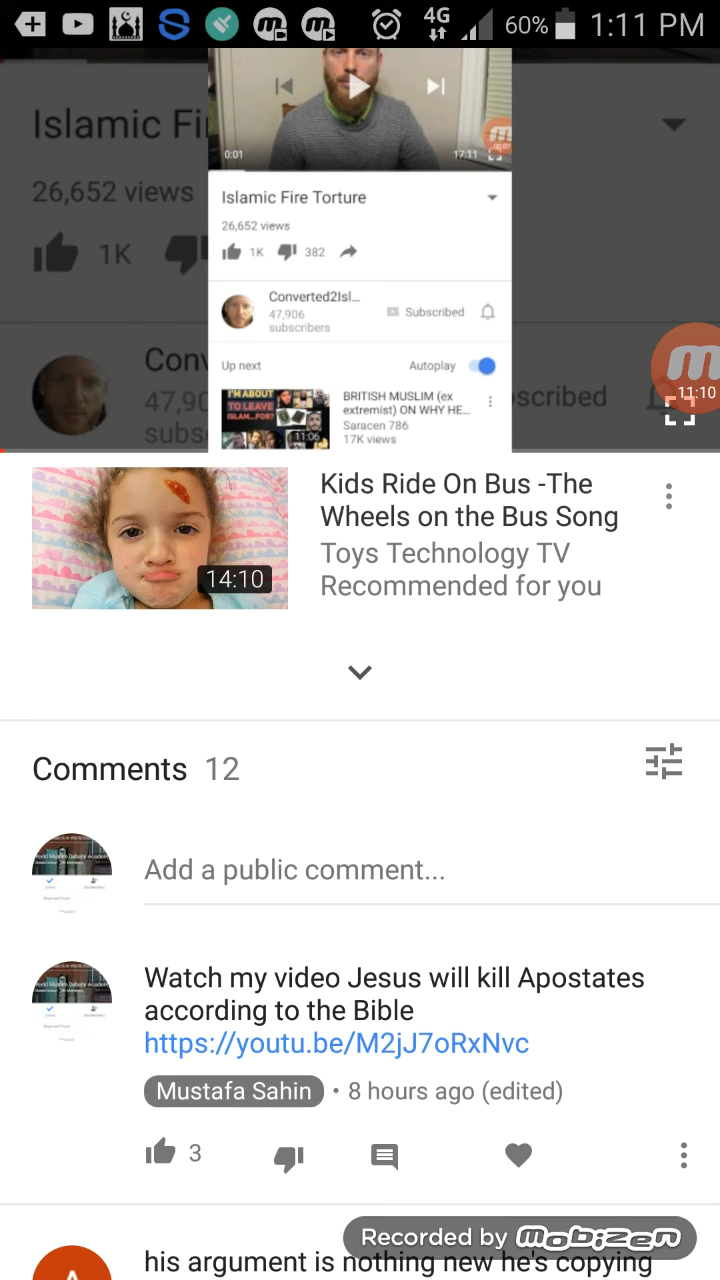 4G 60% 1:11 PM
Islamic Fi
26,652 views
1K
Conv
47,90
subs
scribed
0:01
17:11
Islamic Fire Torture
26,652 views
1K 382
Converted2Isl...
47,906
subscribers
Subscribed
Up next
Autoplay
I'M ABOUT
TO LEAVE
ISLAM...FOR?
11:06
BRITISH MUSLIM (ex
extremist) ON WHY HE...
Saracen 786
17K views
11:10
14:10
Kids Ride On Bus -The
Wheels on the Bus Song
Toys Technology TV
Recommended for you
Comments 12
Add a public comment...
Watch my video Jesus will kill Apostates
according to the Bible
https://youtu.be/M2jJ7oRxNvc
Mustafa Sahin • 8 hours ago (edited)
3
Recorded by mobizen
his argument is nothing new he's copying